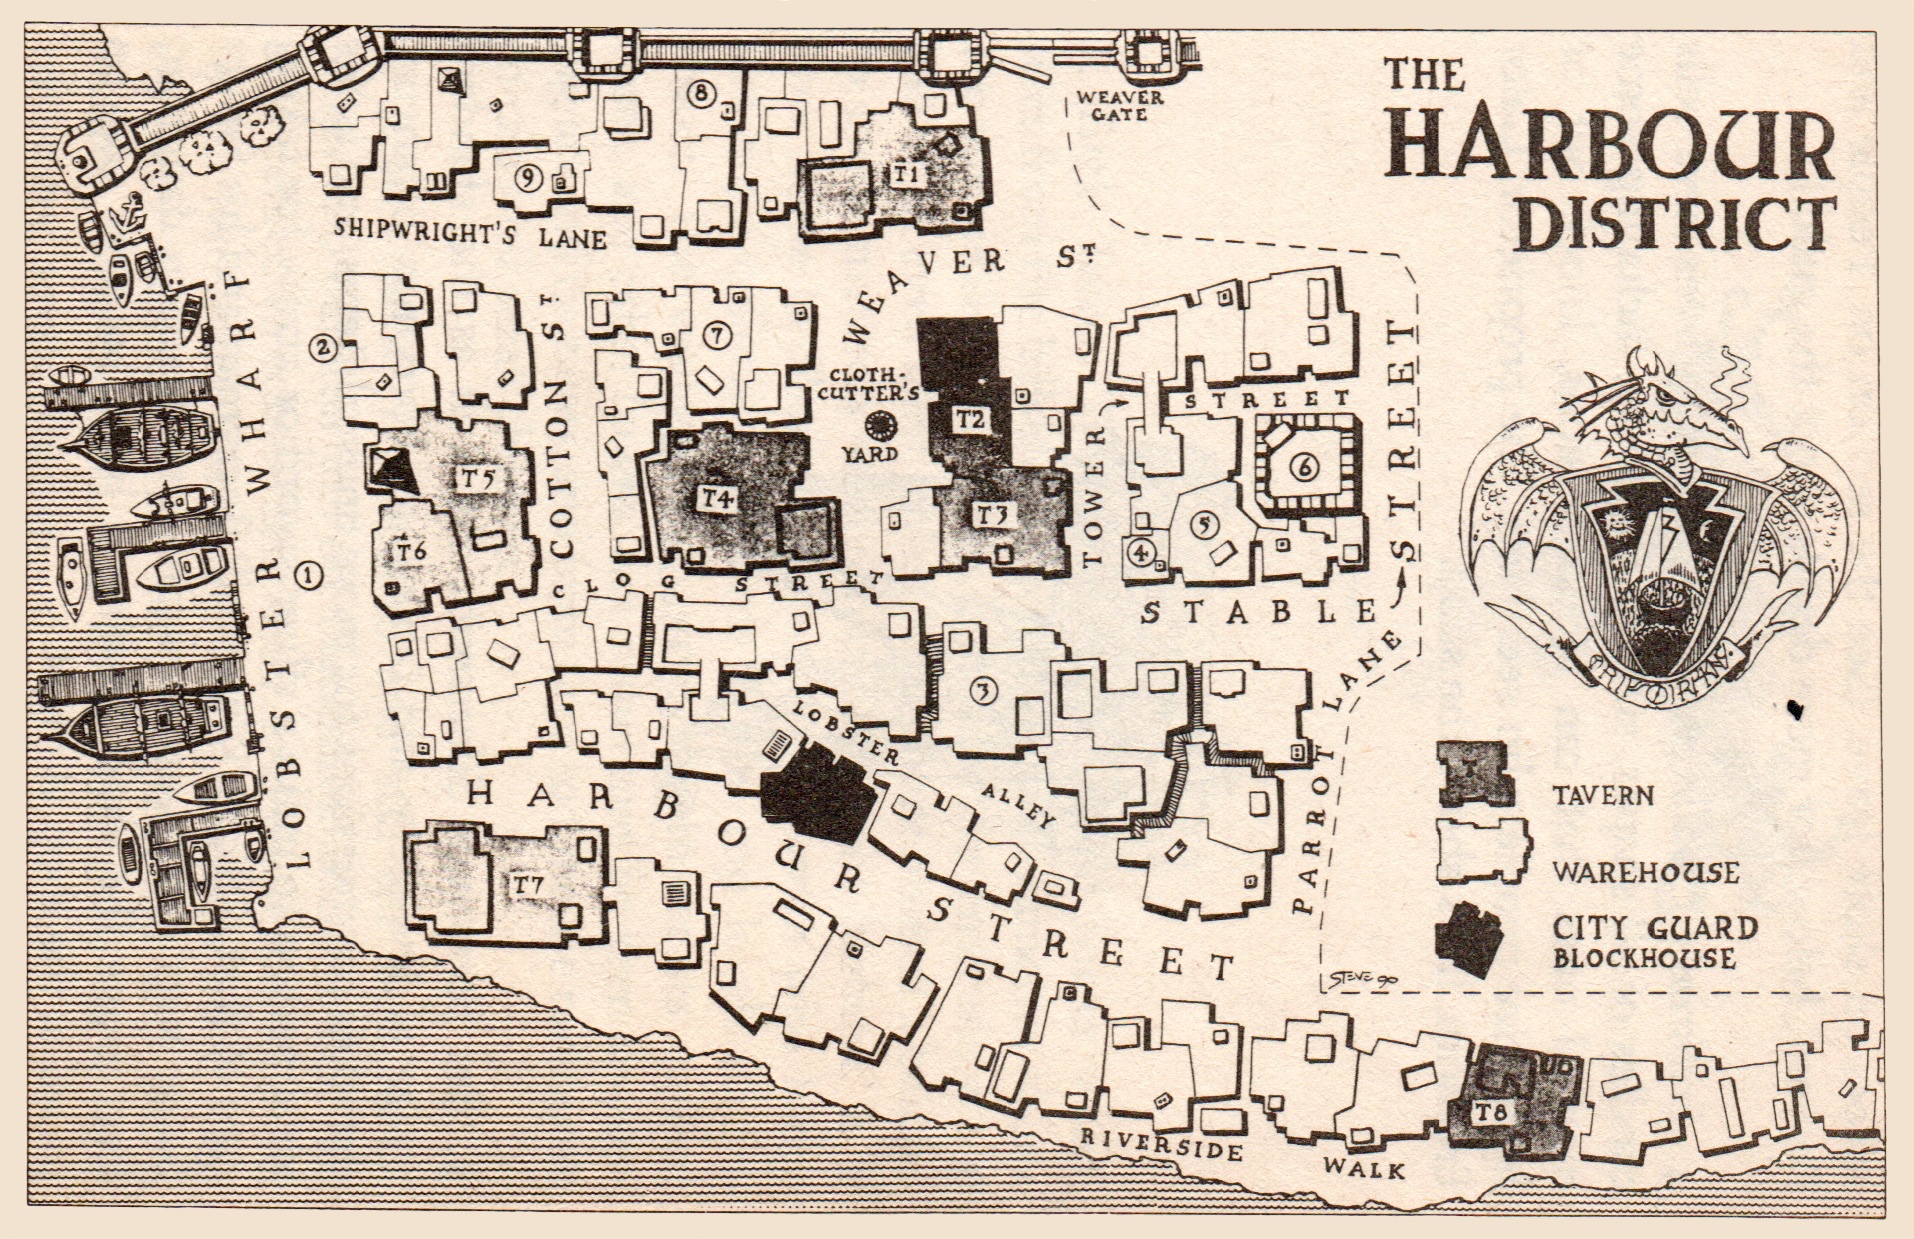 THE
HARBOUR
DISTRICT
WEAVER
GATE
8
T1
9
SHIPWRIGHT'S LANE
WEAVER ST
2
COTTON ST
7
CLOTH-
CUTTER'S
YARD
T2
TOWER STREET
6
T5
T4
T3
5
4
T6
1
CLOG STREET
STABLE STREET
LOBSTER WHARF
3
LOBSTER
ALLEY
PARROT LANE
HARBOUR STREET
T7
T8
RIVERSIDE WALK
STEVE 90
T
TAVERN
WAREHOUSE
CITY GUARD
BLOCKHOUSE